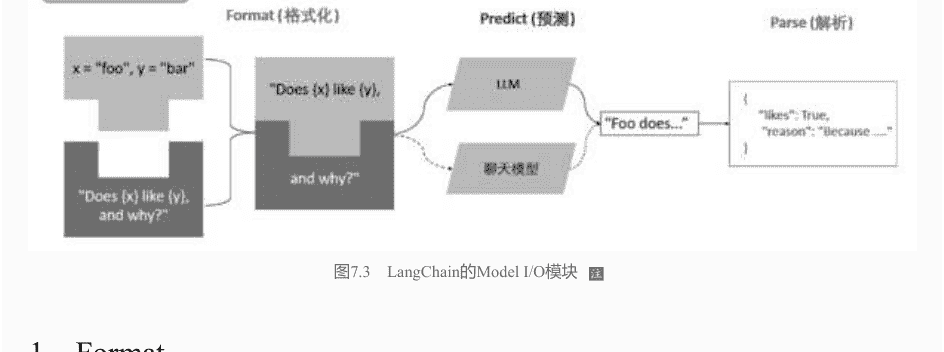 Format (格式化)
Predict (预测)
Parse (解析)
x = "foo", y = "bar"
"Does {x} like {y},
and why?"
"Does {x} like {y},
and why?"
LLM
聊天模型
"Foo does..."
{
"likes": True,
"reason": "Because ...."
}
图7.3 LangChain的Model I/O模块 注
1. Format